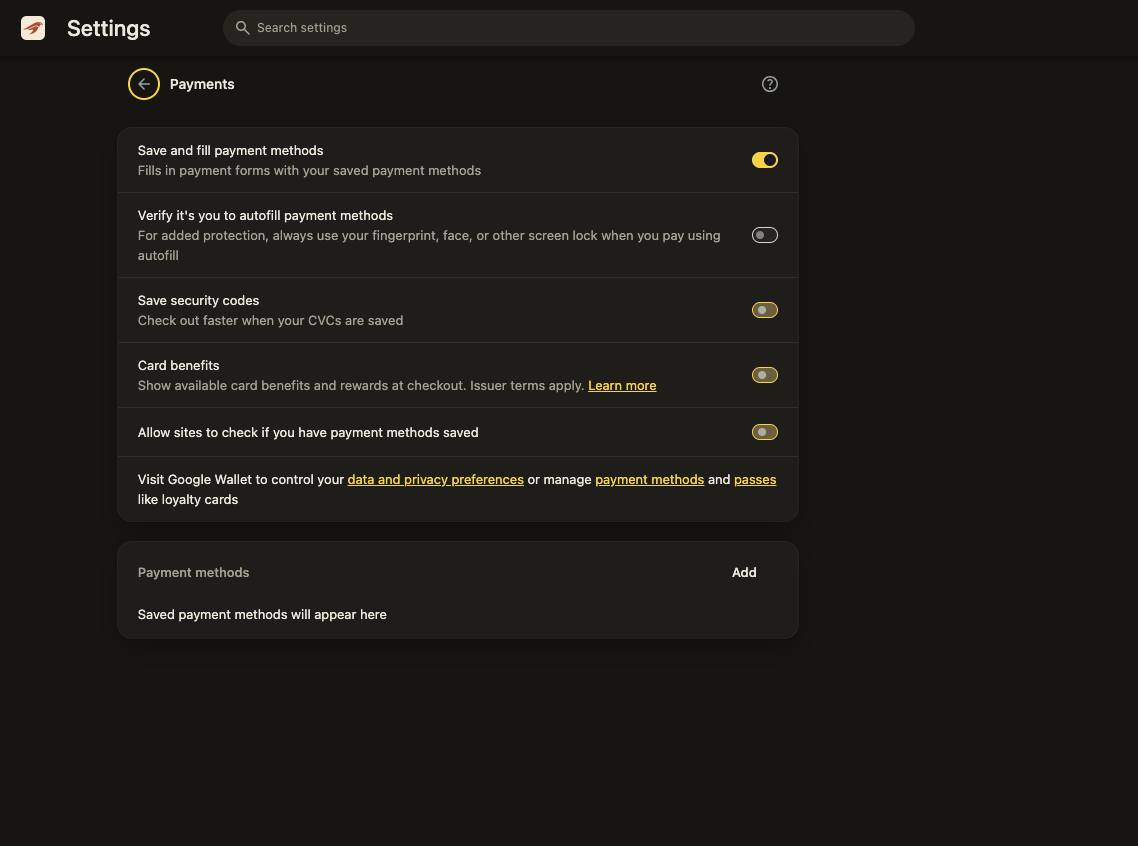 Settings
Search settings
Payments
Save and fill payment methods
Fills in payment forms with your saved payment methods
Verify it's you to autofill payment methods
For added protection, always use your fingerprint, face, or other screen lock when you pay using
autofill
Save security codes
Check out faster when your CVCs are saved
Card benefits
Show available card benefits and rewards at checkout. Issuer terms apply. Learn more
Allow sites to check if you have payment methods saved
Visit Google Wallet to control your data and privacy preferences or manage payment methods and passes
like loyalty cards
Payment methods
Add
Saved payment methods will appear here